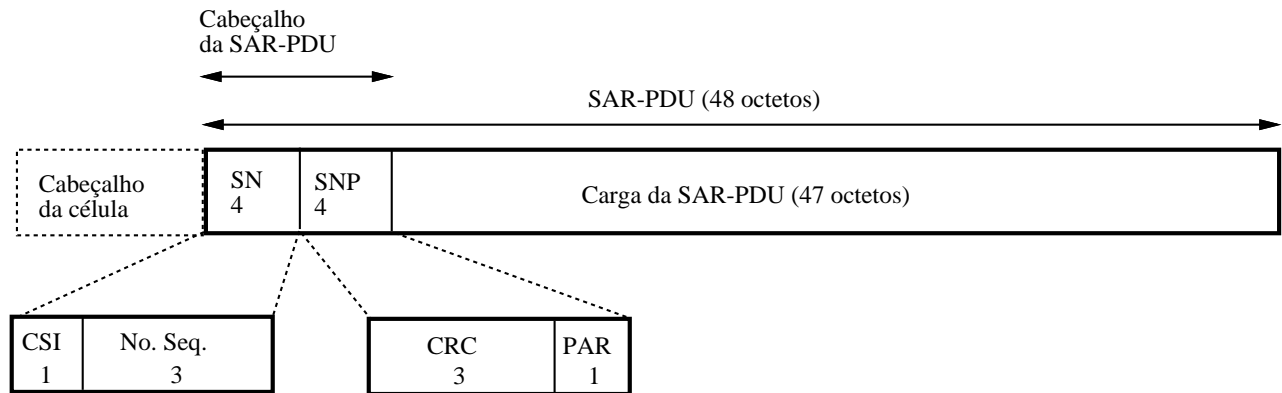 Cabeçalho
da SAR-PDU
SAR-PDU (48 octetos)
Cabeçalho
da célula
SN
4
SNP
4
Carga da SAR-PDU (47 octetos)
CSI
1
No. Seq.
3
CRC
3
PAR
1